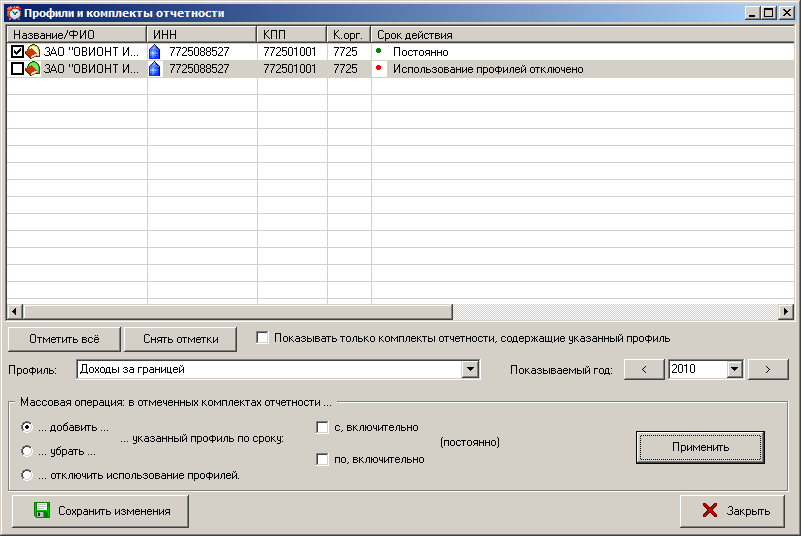 Профили и комплекты отчетности
Название/ФИО ИНН КПП К.орг. Срок действия
ЗАО "ОВИОНТ И... 7725088527 772501001 7725 Постоянно
ЗАО "ОВИОНТ И... 7725088527 772501001 7725 Использование профилей отключено
Отметить всё Снять отметки Показывать только комплекты отчетности, содержащие указанный профиль
Профиль: Доходы за границей Показываемый год: < 2010 >
Массовая операция: в отмеченных комплектах отчетности ...
... добавить ... с, включительно
... указанный профиль по сроку: (постоянно) Применить
... убрать ... по, включительно
... отключить использование профилей.
Сохранить изменения Закрыть